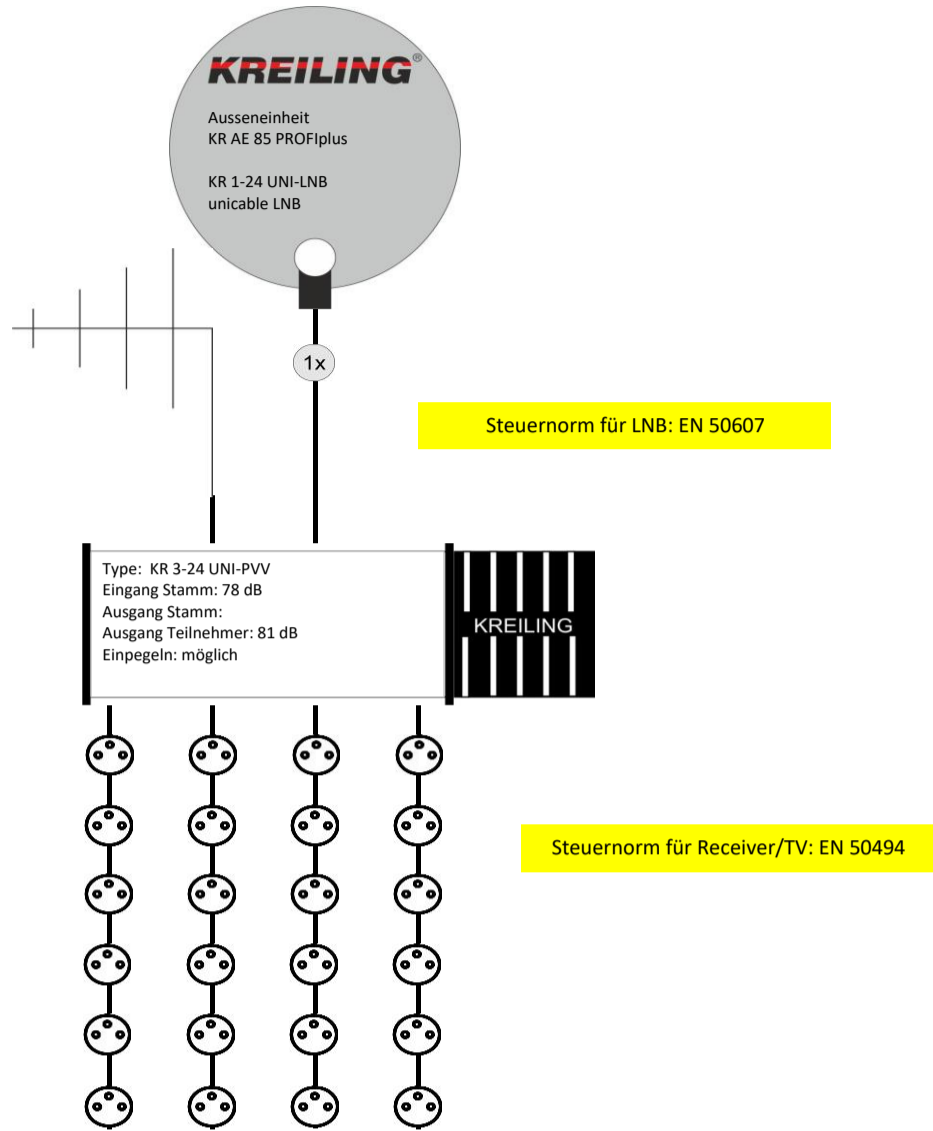 KREILING®
Ausseneinheit
KR AE 85 PROFIplus
KR 1-24 UNI-LNB
unicable LNB
1x
Steuernorm für LNB: EN 50607
Type:  KR 3-24 UNI-PVV
Eingang Stamm: 78 dB
Ausgang Stamm:
Ausgang Teilnehmer: 81 dB
Einpegeln: möglich
KREILING
Steuernorm für Receiver/TV: EN 50494